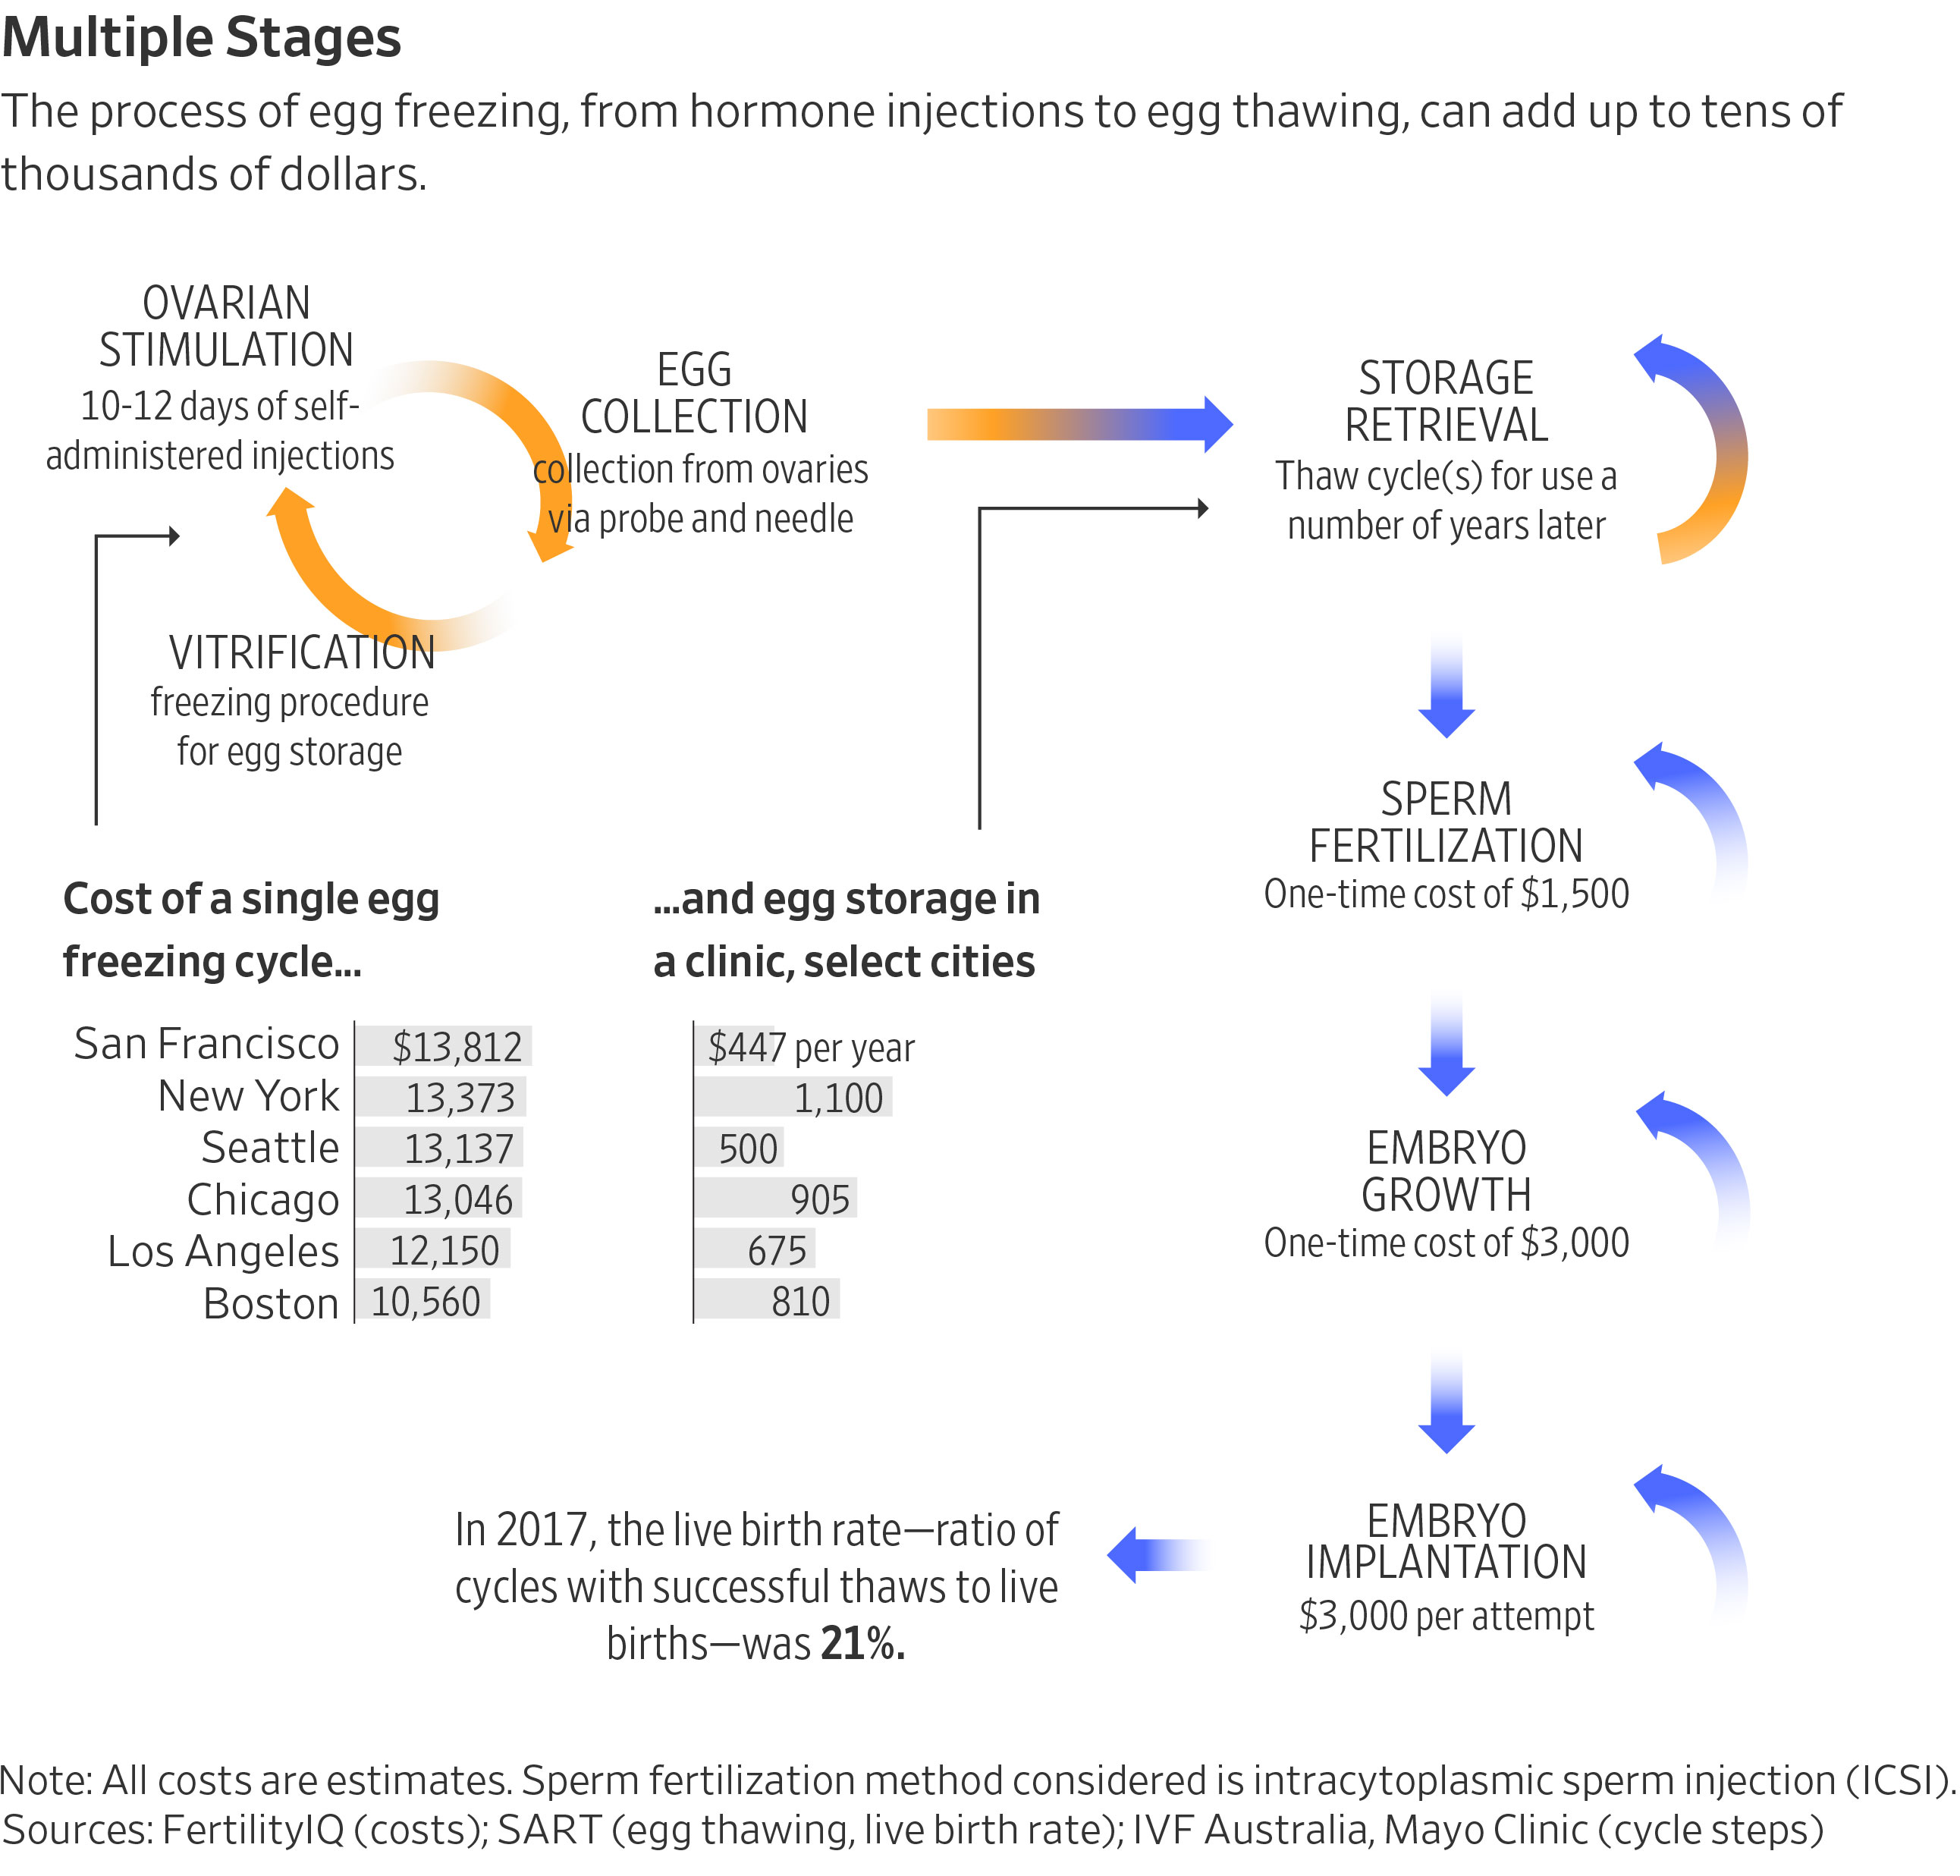 Multiple Stages
The process of egg freezing, from hormone injections to egg thawing, can add up to tens of
thousands of dollars.
OVARIAN
STIMULATION
10-12 days of self-
administered injections
EGG
COLLECTION
collection from ovaries
via probe and needle
VITRIFICATION
freezing procedure
for egg storage
STORAGE
RETRIEVAL
Thaw cycle(s) for use a
number of years later
SPERM
FERTILIZATION
One-time cost of $1,500
EMBRYO
GROWTH
One-time cost of $3,000
EMBRYO
IMPLANTATION
$3,000 per attempt
Cost of a single egg
freezing cycle...
...and egg storage in
a clinic, select cities
San Francisco $13,812 $447 per year
New York 13,373 1,100
Seattle 13,137 500
Chicago 13,046 905
Los Angeles 12,150 675
Boston 10,560 810
In 2017, the live birth rate—ratio of
cycles with successful thaws to live
births—was 21%.
Note: All costs are estimates. Sperm fertilization method considered is intracytoplasmic sperm injection (ICSI).
Sources: FertilityIQ (costs); SART (egg thawing, live birth rate); IVF Australia, Mayo Clinic (cycle steps)